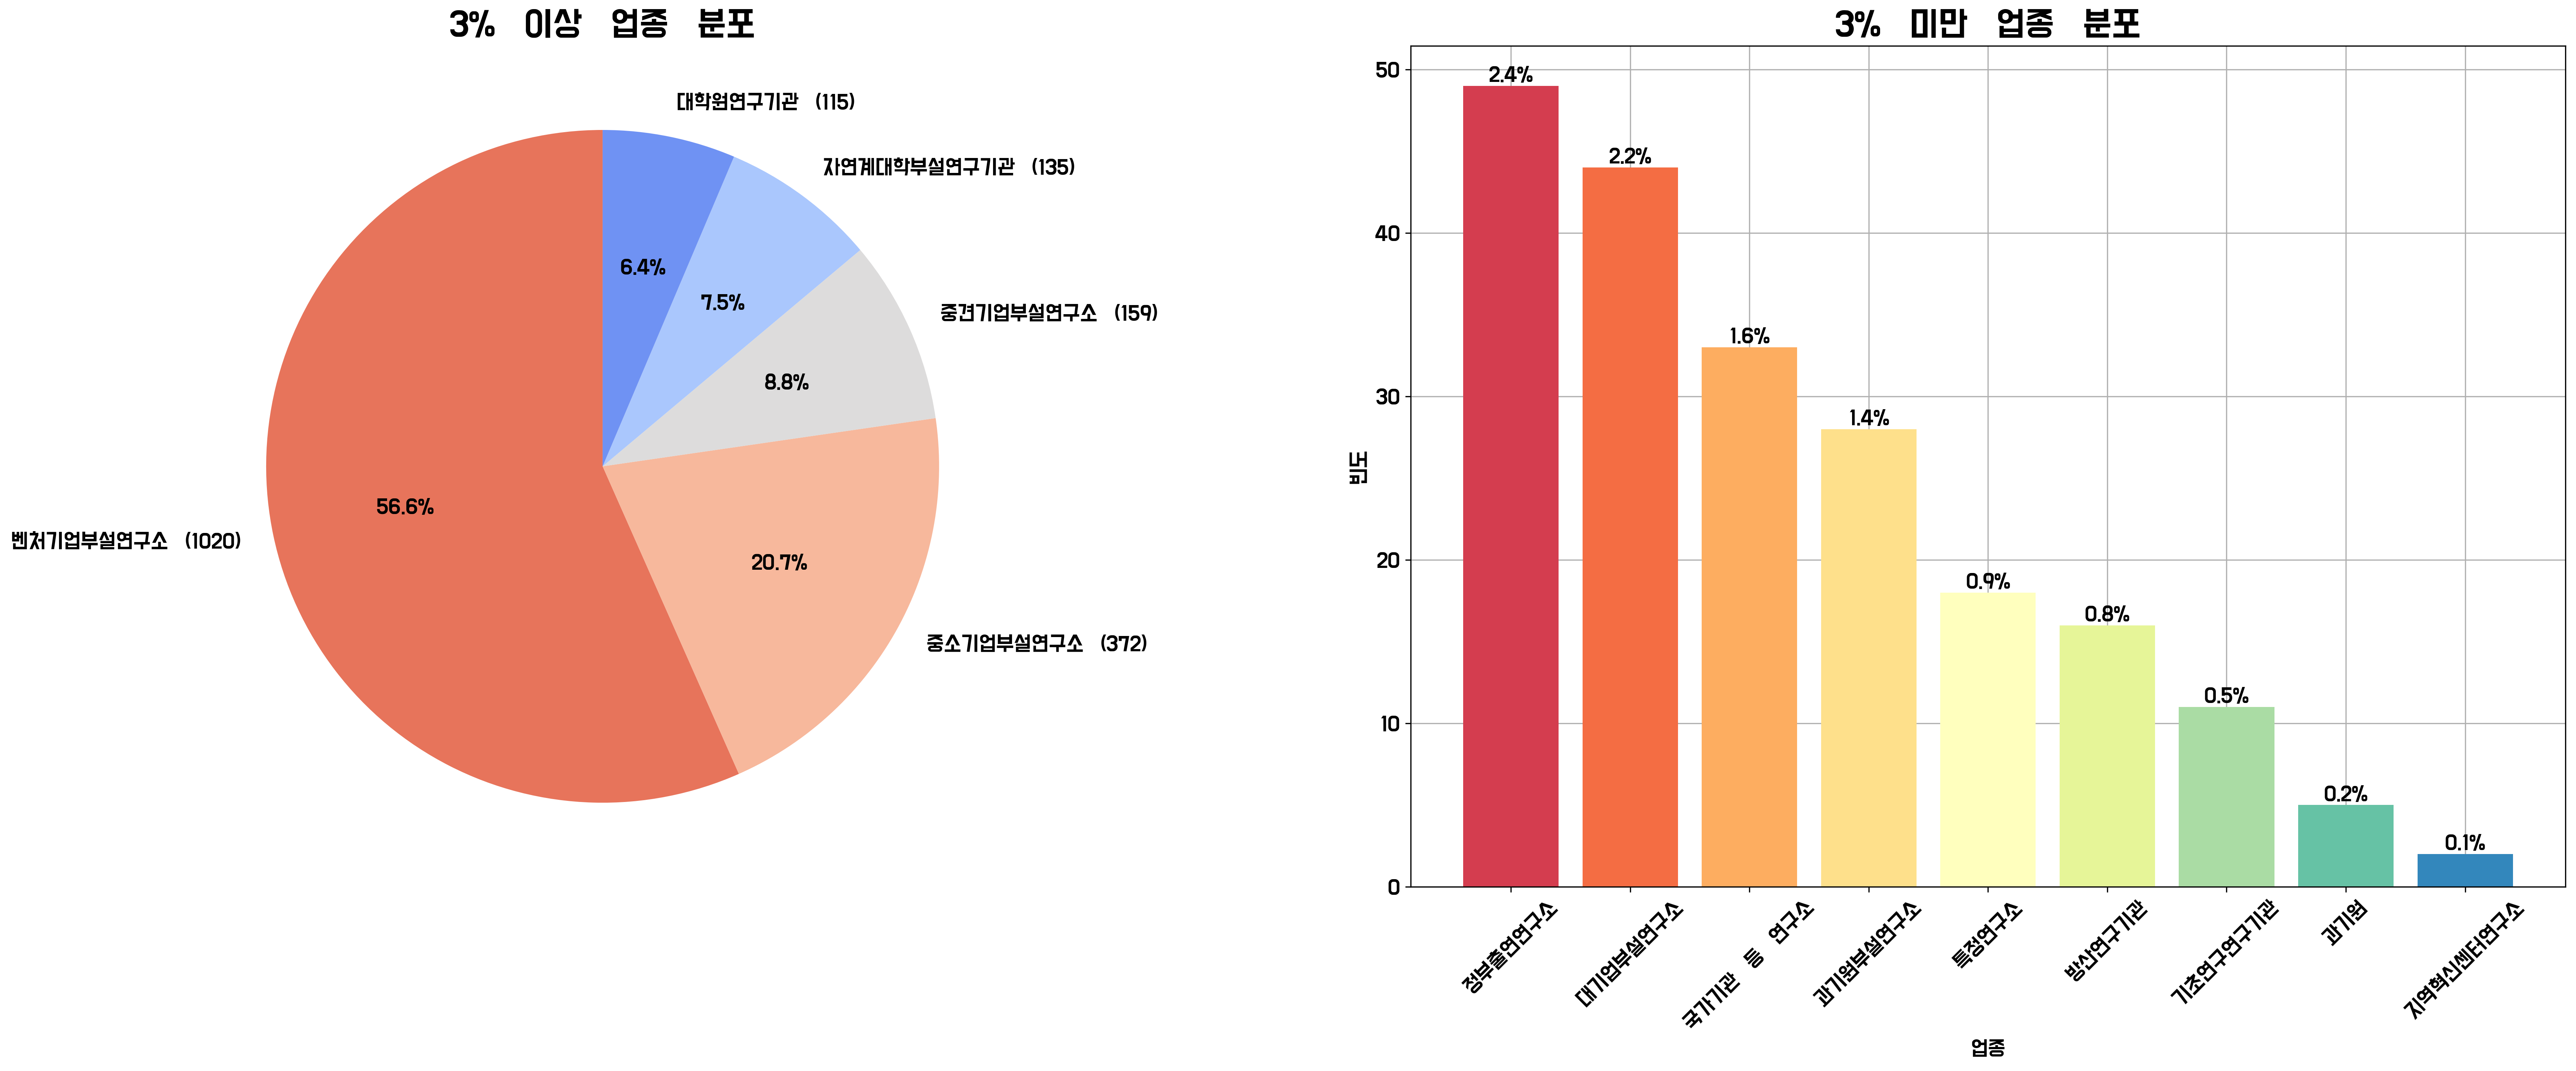 3% 이상 업종 분포
대학원연구기관 (115)
자연계대학부설연구기관 (135)
중견기업부설연구소 (159)
중소기업부설연구소 (372)
벤처기업부설연구소 (1020)
6.4%
7.5%
8.8%
20.7%
56.6%
3% 미만 업종 분포
빈도
50
40
30
20
10
0
2.4%
2.2%
1.6%
1.4%
0.9%
0.8%
0.5%
0.2%
0.1%
정부출연연구소
대기업부설연구소
국가기관 등 연구소
과기원부설연구소
특정연구소
방산연구기관
기초연구연구기관
과기원
지역혁신센터연구소
업종